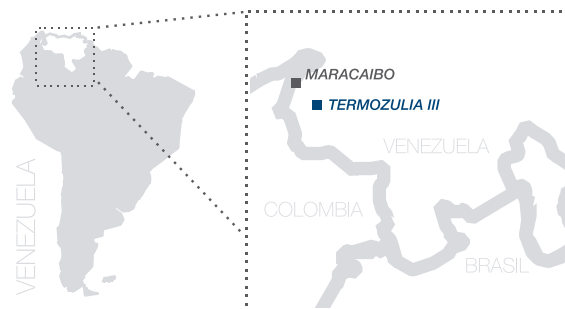 VENEZUELA
MARACAIBO
TERMOZULIA III
VENEZUELA
COLOMBIA
BRASIL